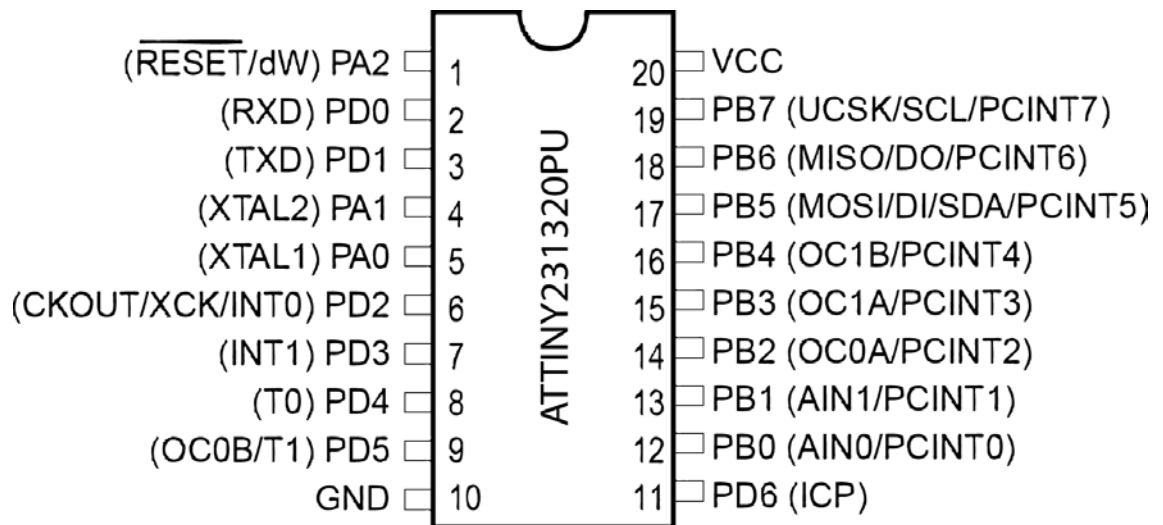 (RESET/dW) PA2 1
20 VCC
(RXD) PD0 2
19 PB7 (UCSK/SCL/PCINT7)
(TXD) PD1 3
18 PB6 (MISO/DO/PCINT6)
(XTAL2) PA1 4
17 PB5 (MOSI/DI/SDA/PCINT5)
(XTAL1) PA0 5
16 PB4 (OC1B/PCINT4)
(CKOUT/XCK/INT0) PD2 6
15 PB3 (OC1A/PCINT3)
(INT1) PD3 7
14 PB2 (OC0A/PCINT2)
(T0) PD4 8
13 PB1 (AIN1/PCINT1)
(OC0B/T1) PD5 9
12 PB0 (AIN0/PCINT0)
GND 10
11 PD6 (ICP)
ATTINY231320PU